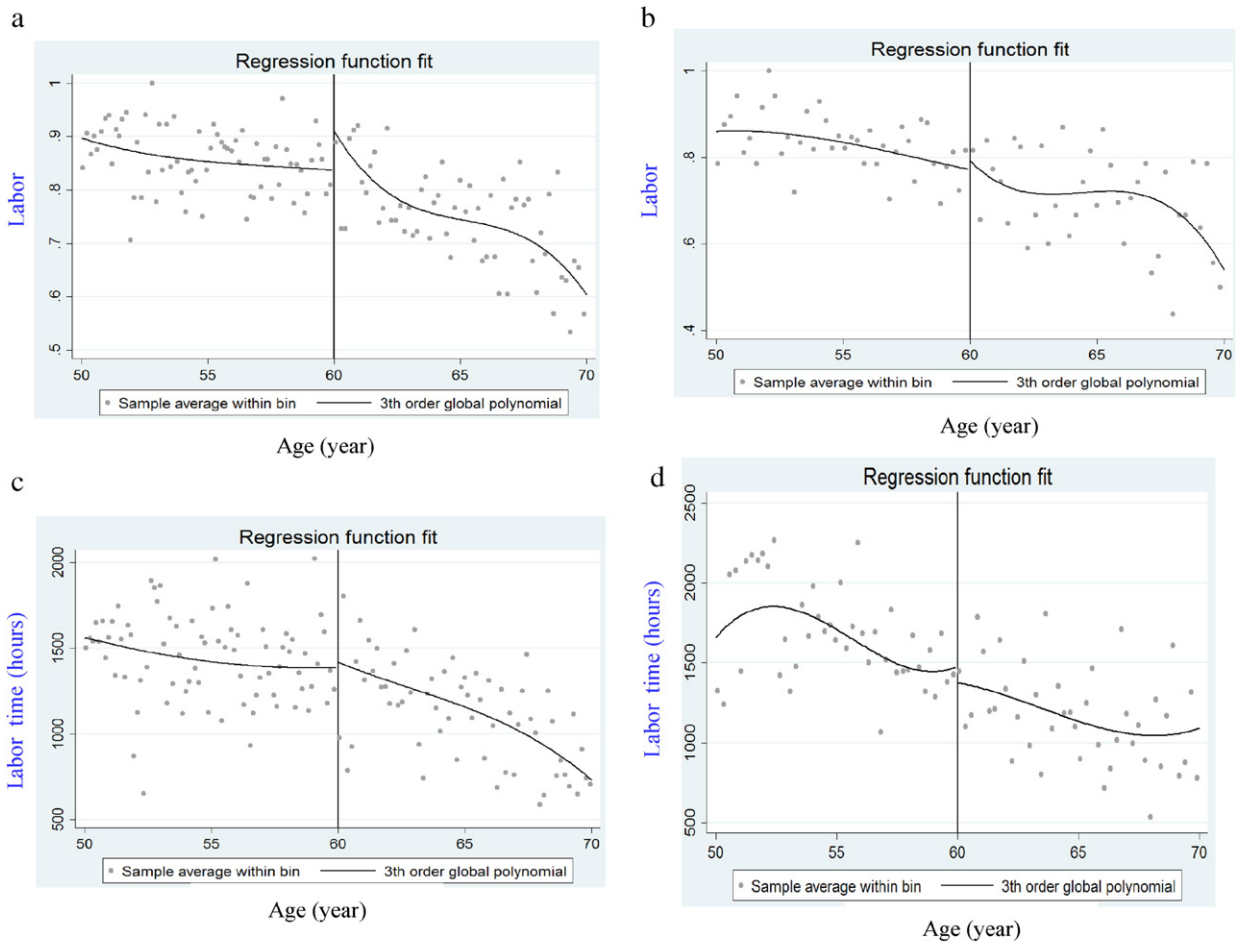 a
Regression function fit
Labor
1
.9
.8
.7
.6
.5
50 55 60 65 70
Sample average within bin 3th order global polynomial
Age (year)
b
Regression function fit
Labor
1
.8
.6
.4
50 55 60 65 70
Sample average within bin 3th order global polynomial
Age (year)
c
Regression function fit
Labor time (hours)
2000
1500
1000
500
50 55 60 65 70
Sample average within bin 3th order global polynomial
Age (year)
d
Regression function fit
Labor time (hours)
2500
2000
1500
1000
500
50 55 60 65 70
Sample average within bin 3th order global polynomial
Age (year)